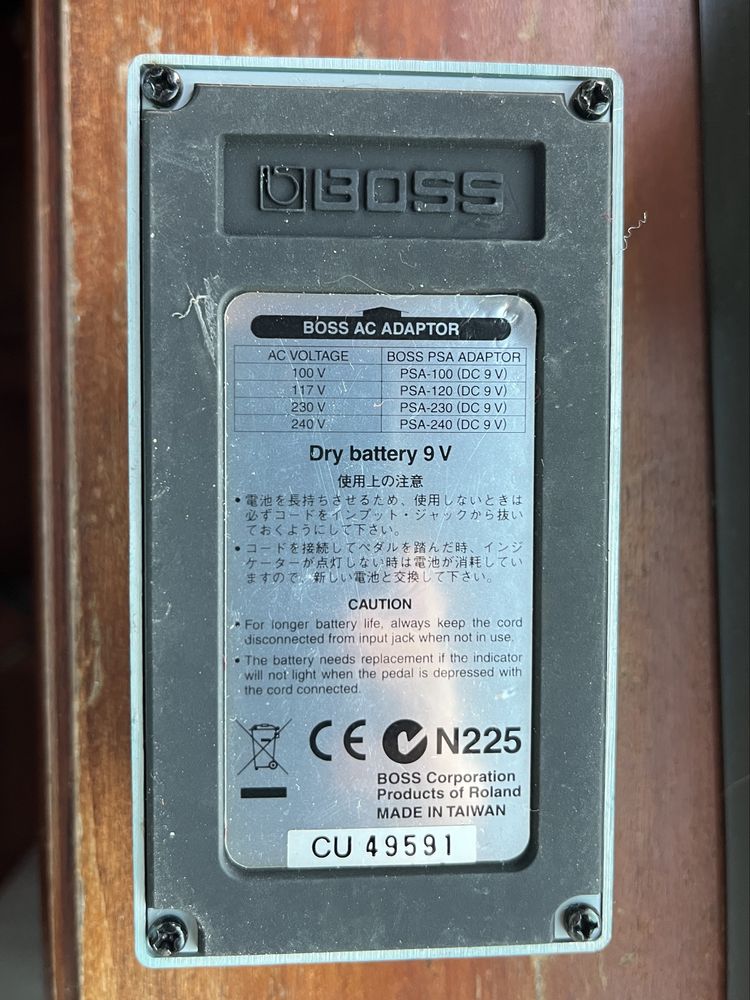 BOSS
BOSS AC ADAPTOR
AC VOLTAGE BOSS PSA ADAPTOR
100 V PSA-100 (DC 9 V)
117 V PSA-120 (DC 9 V)
230 V PSA-230 (DC 9 V)
240 V PSA-240 (DC 9 V)
Dry battery 9 V
使用上の注意
• 電池を長持ちさせるため、使用しないときは
必ずコードをインプット・ジャックから抜い
ておくようにして下さい。
• コードを接続してペダルを踏んだ時、インジ
ケーターが点灯しない時は電池が消耗してい
ますので、新しい電池と交換して下さい。
CAUTION
• For longer battery life, always keep the cord
disconnected from input jack when not in use.
• The battery needs replacement if the indicator
will not light when the pedal is depressed with
the cord connected.
CE N225
BOSS Corporation
Products of Roland
MADE IN TAIWAN
CU 49591